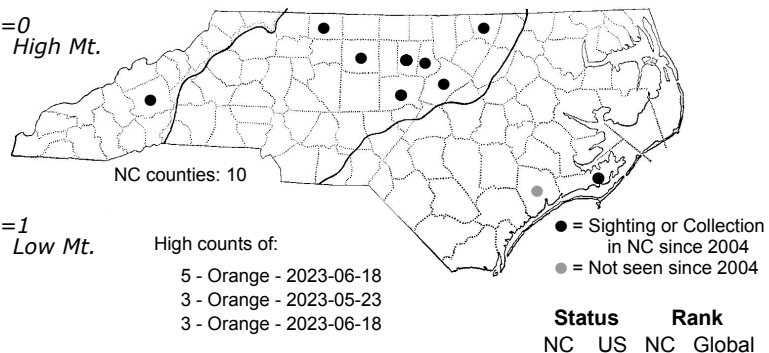 =0
High Mt.
NC counties: 10
=1
Low Mt.
High counts of:
5 - Orange - 2023-06-18
3 - Orange - 2023-05-23
3 - Orange - 2023-06-18
= Sighting or Collection
in NC since 2004
= Not seen since 2004
Status Rank
NC US NC Global